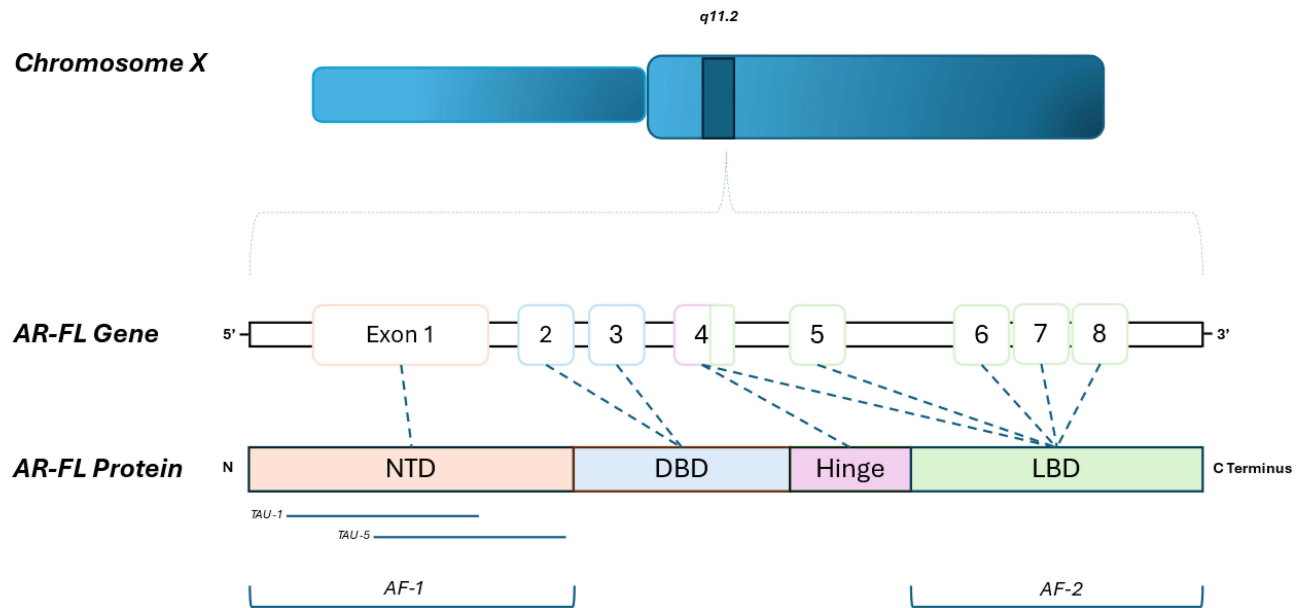 q11.2
Chromosome X
AR-FL Gene 5' Exon 1 2 3 4 5 6 7 8 3'
AR-FL Protein N NTD DBD Hinge LBD C Terminus
TAU-1
TAU-5
AF-1 AF-2